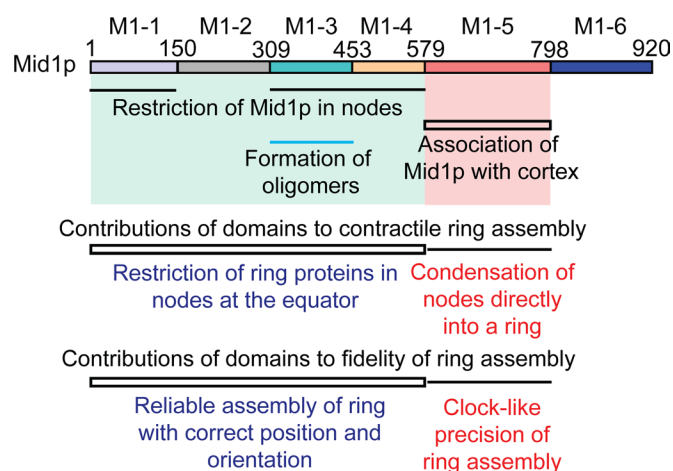 M1-1 M1-2 M1-3 M1-4 M1-5 M1-6
1 150 309 453 579 798 920
Mid1p
Restriction of Mid1p in nodes
Formation of
oligomers
Association of
Mid1p with cortex
Contributions of domains to contractile ring assembly
Restriction of ring proteins in
nodes at the equator
Condensation of
nodes directly
into a ring
Contributions of domains to fidelity of ring assembly
Reliable assembly of ring
with correct position and
orientation
Clock-like
precision of
ring assembly